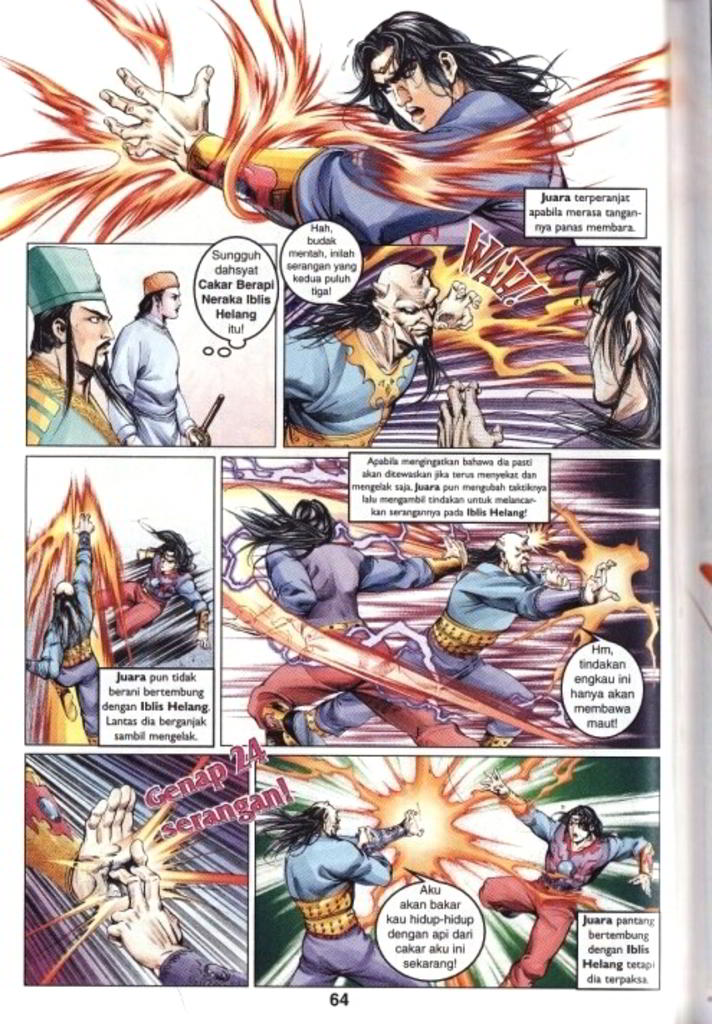 Juara terperanjat
apabila merasa tangan-
nya panas membara.
Sungguh
dahsyat
Cakar Berapi
Neraka Iblis
Helang
itu!
Hah,
budak
mentah, inilah
serangan yang
kedua puluh
tiga!
WAU!!
Juara pun tidak
berani bertembung
dengan Iblis Helang.
Lantas dia berganjak
sambil mengelak.
Apabila mengingatkan bahawa dia pasti
akan ditewaskan jika terus menyekat dan
mengelak saja, Juara pun mengubah taktiknya
lalu mengambil tindakan untuk melancar-
kan serangannya pada Iblis Helang!
Hm,
tindakan
engkau ini
hanya akan
membawa
maut!
Genap 24
serangan!
Aku
akan bakar
kau hidup-hidup
dengan api dari
cakar aku ini
sekarang!
Juara pantang
bertembung
dengan Iblis
Helang tetapi
dia terpaksa.
64